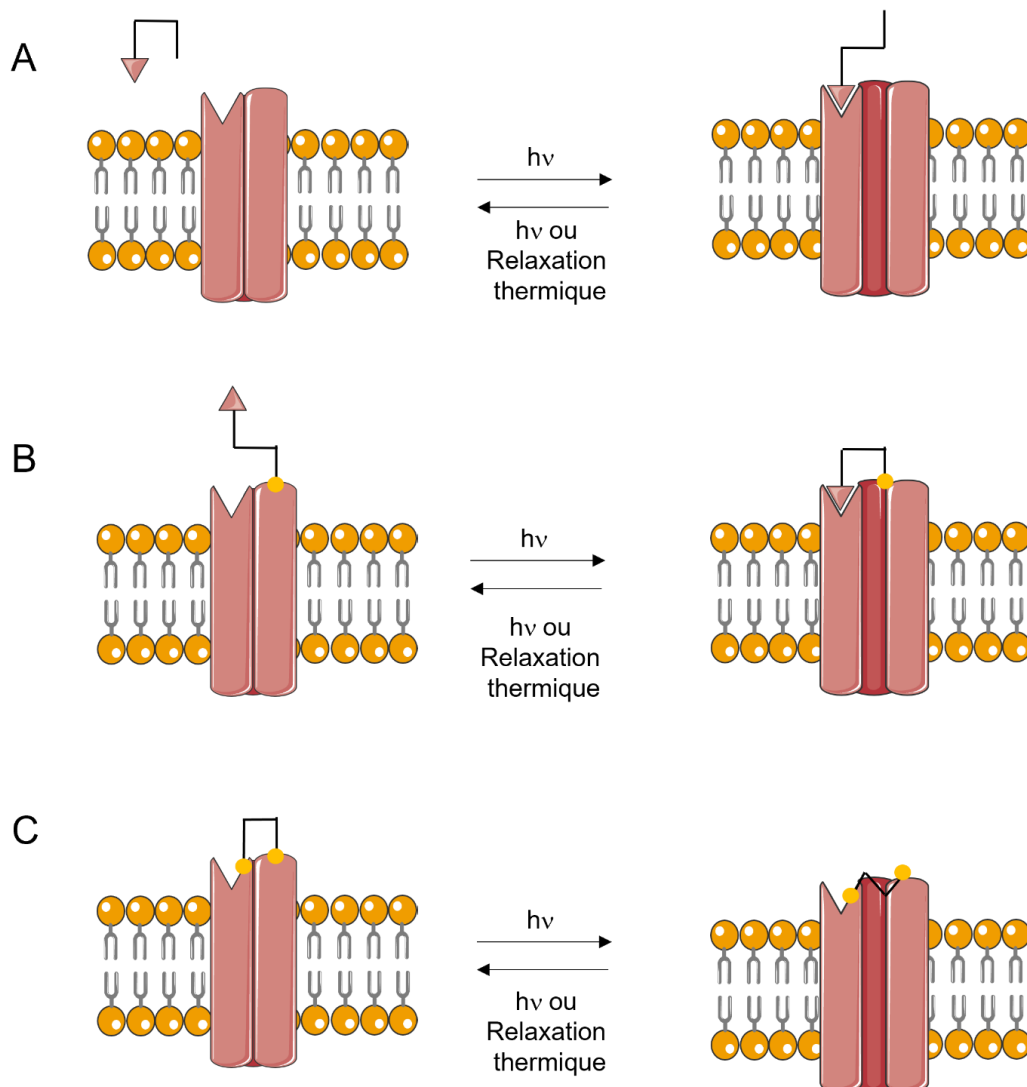 A
hν
hν ou
Relaxation
thermique
B
hν
hν ou
Relaxation
thermique
C
hν
hν ou
Relaxation
thermique